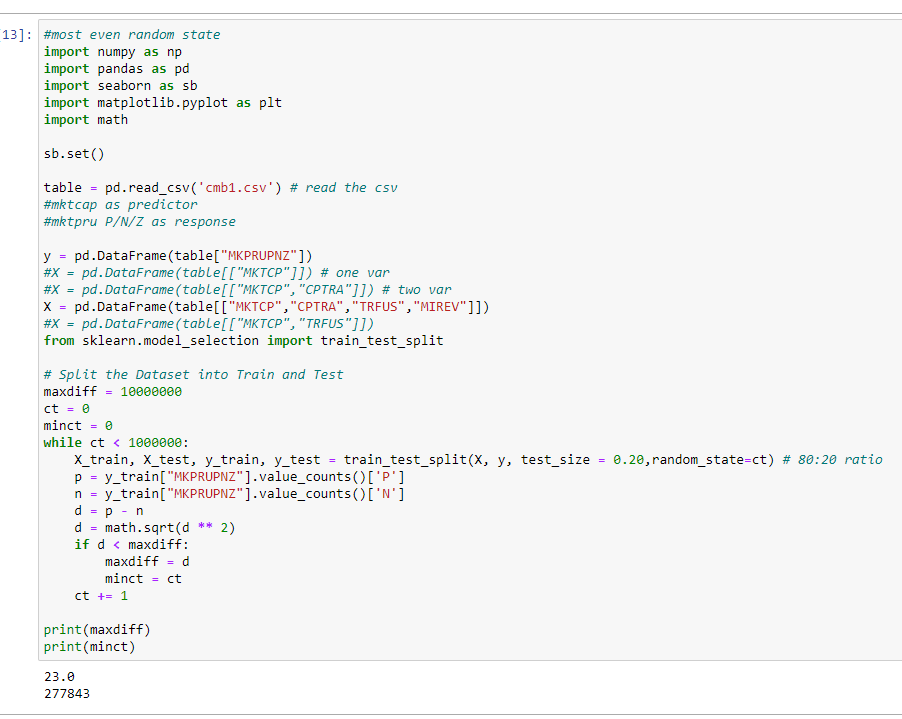 13]: #most even random state
import numpy as np
import pandas as pd
import seaborn as sb
import matplotlib.pyplot as plt
import math
sb.set()
table = pd.read_csv('cmb1.csv') # read the csv
#mktcap as predictor
#mktpru P/N/Z as response
y = pd.DataFrame(table["MKPRUPNZ"])
#X = pd.DataFrame(table[["MKTCP"]]) # one var
#X = pd.DataFrame(table[["MKTCP","CPTRA"]]) # two var
X = pd.DataFrame(table[["MKTCP","CPTRA","TRFUS","MIREV"]])
#X = pd.DataFrame(table[["MKTCP","TRFUS"]])
from sklearn.model_selection import train_test_split
# Split the Dataset into Train and Test
maxdiff = 10000000
ct = 0
minct = 0
while ct < 1000000:
    X_train, X_test, y_train, y_test = train_test_split(X, y, test_size = 0.20,random_state=ct) # 80:20 ratio
    p = y_train["MKPRUPNZ"].value_counts()['P']
    n = y_train["MKPRUPNZ"].value_counts()['N']
    d = p - n
    d = math.sqrt(d ** 2)
    if d < maxdiff:
        maxdiff = d
        minct = ct
    ct += 1
print(maxdiff)
print(minct)
23.0
277843